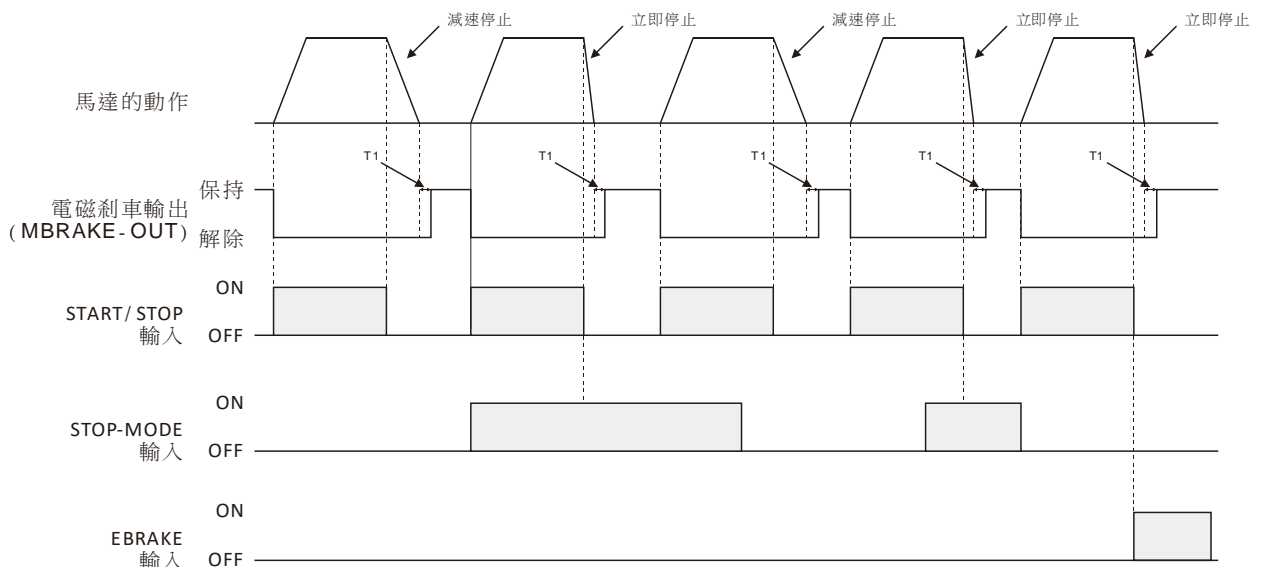 減速停止
立即停止
減速停止
立即停止
立即停止
馬達的動作
T1
T1
T1
T1
T1
保持
電磁剎車輸出
(MBRAKE-OUT)
解除
ON
START/STOP
輸入
OFF
ON
STOP-MODE
輸入
OFF
ON
EBRAKE
輸入
OFF